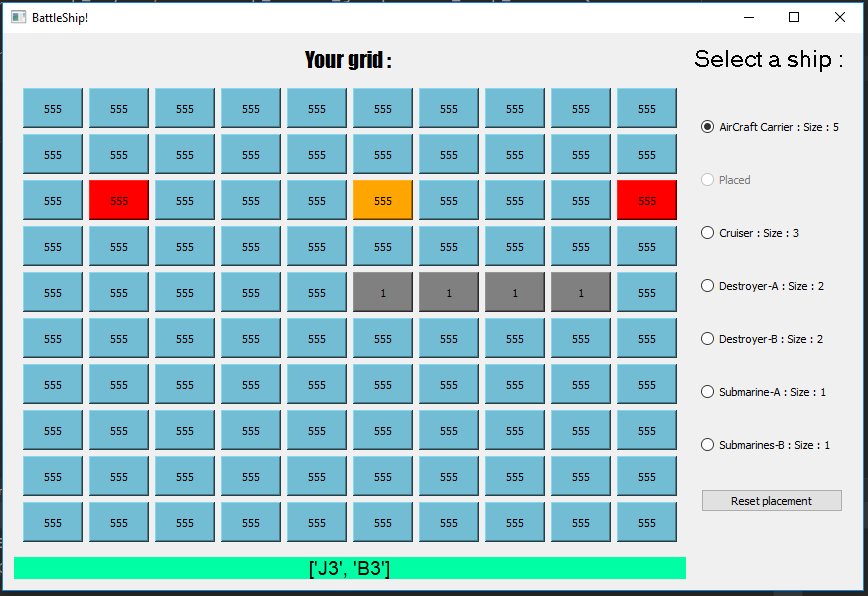 BattleShip!
Your grid :
Select a ship :
555 555 555 555 555 555 555 555 555 555
AirCraft Carrier : Size : 5
555 555 555 555 555 555 555 555 555 555
Placed
555 555 555 555 555 555 555 555 555 555
Cruiser : Size : 3
555 555 555 555 555 555 555 555 555 555
Destroyer-A : Size : 2
555 555 555 555 555 1 1 1 1 555
Destroyer-B : Size : 2
555 555 555 555 555 555 555 555 555 555
Submarine-A : Size : 1
555 555 555 555 555 555 555 555 555 555
Submarines-B : Size : 1
555 555 555 555 555 555 555 555 555 555
555 555 555 555 555 555 555 555 555 555
Reset placement
555 555 555 555 555 555 555 555 555 555
['J3', 'B3']